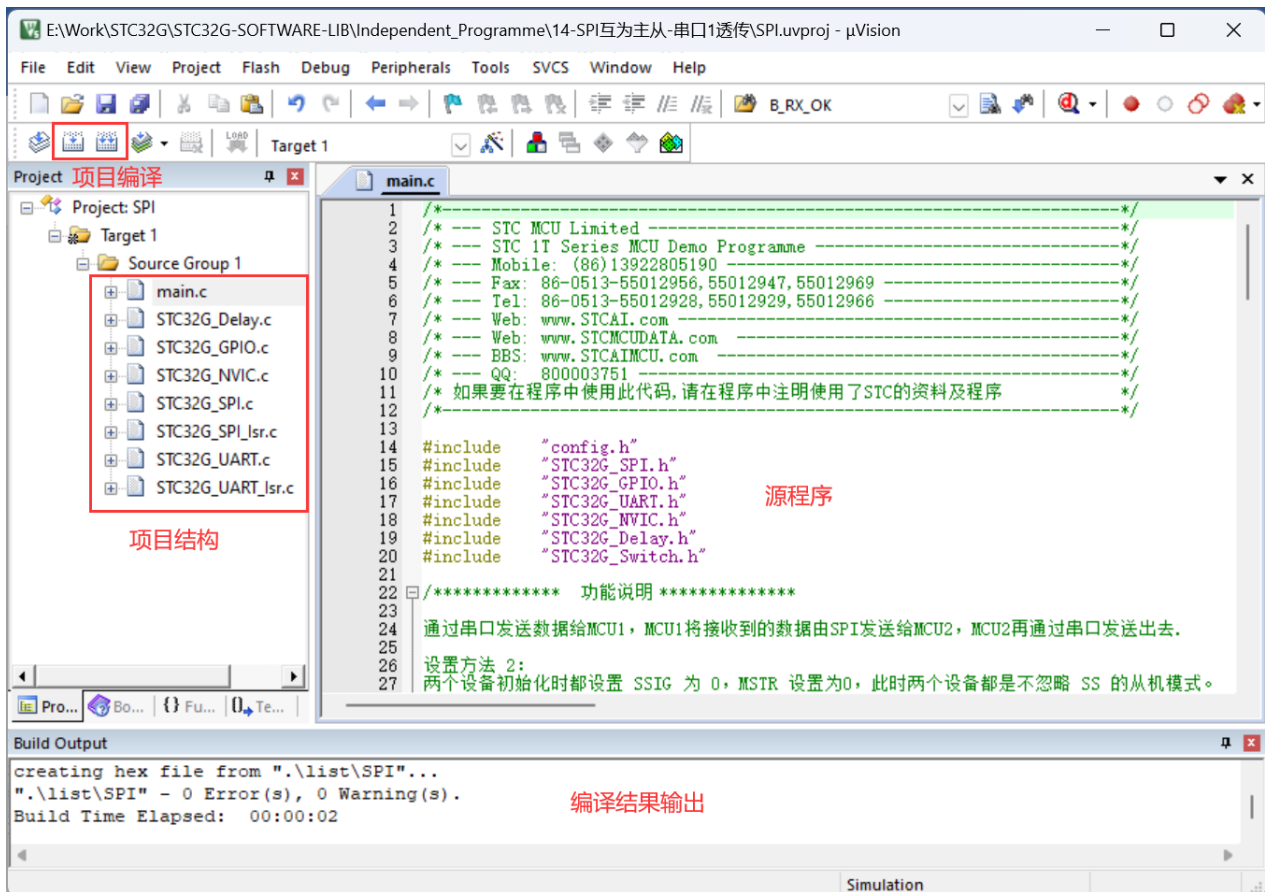 E:\Work\STC32G\STC32G-SOFTWARE-LIB\Independent_Programme\14-SPI互为主从-串口1透传\SPI.uvproj - µVision
File Edit View Project Flash Debug Peripherals Tools SVCS Window Help
B_RX_OK
LOAD Target 1
Project 项目编译
main.c
Project: SPI
Target 1
Source Group 1
main.c
STC32G_Delay.c
STC32G_GPIO.c
STC32G_NVIC.c
STC32G_SPI.c
STC32G_SPI_Isr.c
STC32G_UART.c
STC32G_UART_Isr.c
项目结构
1 /*---------------------------------------------------------------------*/
2 /* --- STC MCU Limited ------------------------------------------------*/
3 /* --- STC 1T Series MCU Demo Programme -------------------------------*/
4 /* --- Mobile: (86)13922805190 ----------------------------------------*/
5 /* --- Fax: 86-0513-55012956,55012947,55012969 ------------------------*/
6 /* --- Tel: 86-0513-55012928,55012929,55012966 ------------------------*/
7 /* --- Web: www.STCAI.com ---------------------------------------------*/
8 /* --- Web: www.STCMCUDATA.com  ---------------------------------------*/
9 /* --- BBS: www.STCAIMCU.com  -----------------------------------------*/
10 /* --- QQ:  800003751 -------------------------------------------------*/
11 /* 如果要在程序中使用此代码,请在程序中注明使用了STC的资料及程序            */
12 /*---------------------------------------------------------------------*/
13
14 #include "config.h"
15 #include "STC32G_SPI.h"
16 #include "STC32G_GPIO.h"
17 #include "STC32G_UART.h"
18 #include "STC32G_NVIC.h"
19 #include "STC32G_Delay.h"
20 #include "STC32G_Switch.h"
源程序
21
22 /************* 功能说明 **************
23
24 通过串口发送数据给MCU1，MCU1将接收到的数据由SPI发送给MCU2，MCU2再通过串口发送出去.
25
26 设置方法 2:
27 两个设备初始化时都设置 SSIG 为 0，MSTR 设置为0，此时两个设备都是不忽略 SS 的从机模式。
Pro... Bo... {} Fu... 0 Te...
Build Output
creating hex file from ".\list\SPI"...
".\list\SPI" - 0 Error(s), 0 Warning(s).
Build Time Elapsed:  00:00:02
编译结果输出
Simulation